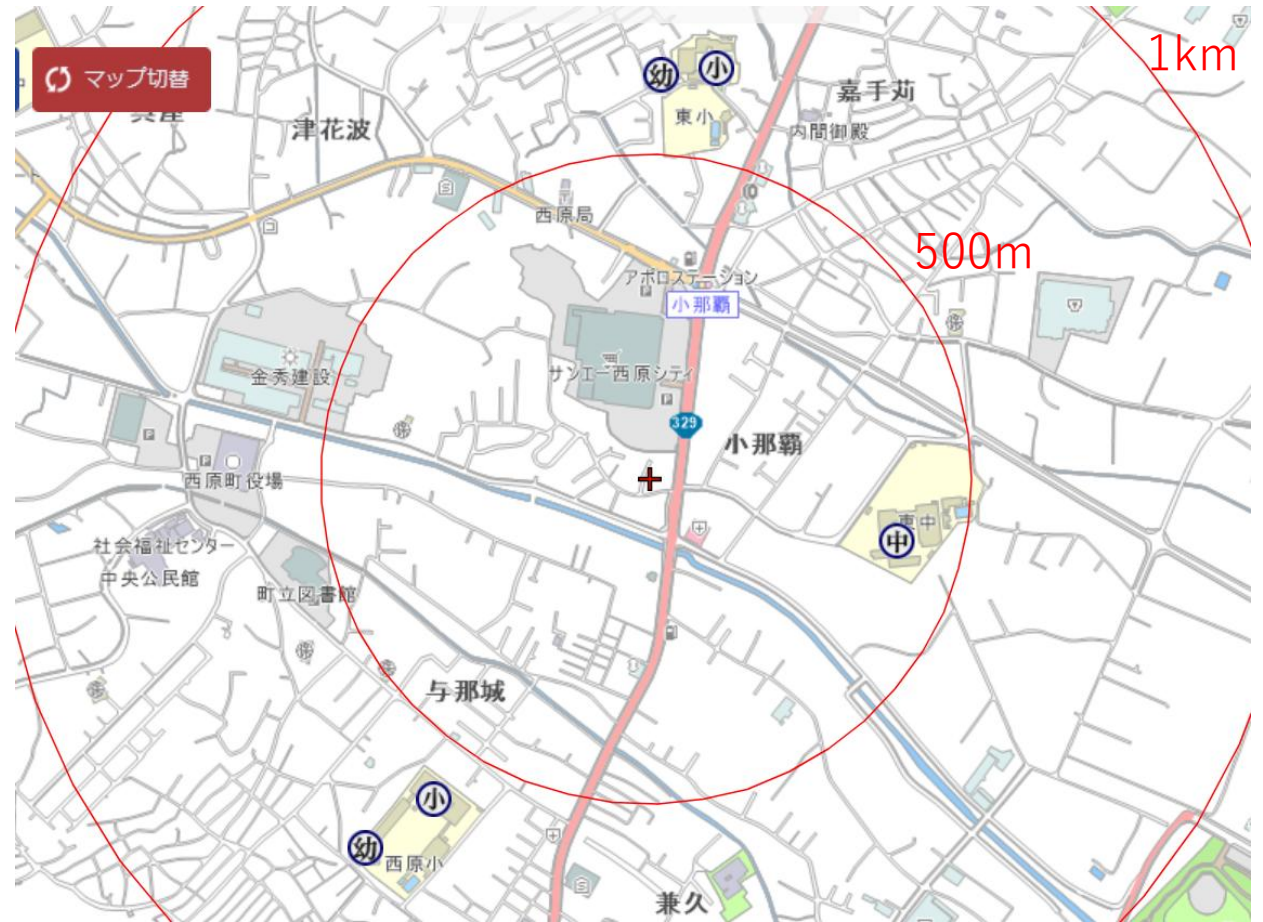 1km
マップ切替
幼
小
嘉手苅
東小
津花波
内間御殿
西原局
500m
アポロステーション
小那覇
サンエー西原シティ
金秀建設
329
小那覇
西原町役場
東中
中
社会福祉センター
中央公民館
町立図書館
与那城
小
幼
西原小
兼久